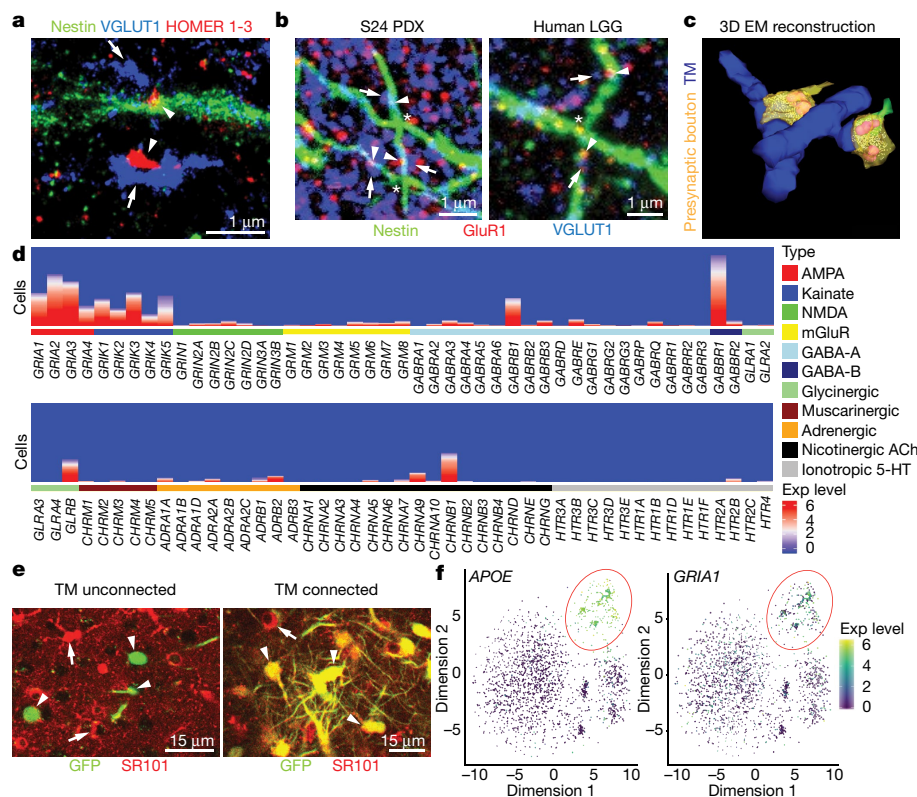 a
Nestin VGLUT1 HOMER 1-3
1 μm
b
S24 PDX
Human LGG
1 μm
Nestin GluR1 VGLUT1
c
3D EM reconstruction
Presynaptic bouton TM
d
Cells
GRIA1 GRIA2 GRIA3 GRIA4 GRIK1 GRIK2 GRIK3 GRIK4 GRIK5 GRIN1 GRIN2A GRIN2B GRIN2C GRIN2D GRIN3A GRIN3B GRM1 GRM2 GRM3 GRM4 GRM5 GRM6 GRM7 GRM8 GABRA1 GABRA2 GABRA3 GABRA4 GABRA5 GABRA6 GABRB1 GABRB2 GABRB3 GABRD GABRE GABRG1 GABRG2 GABRG3 GABRP GABRQ GABRR1 GABRR2 GABRR3 GABBR1 GABBR2 GLRA1 GLRA2
Cells
GLRA3 GLRA4 GLRB CHRM1 CHRM2 CHRM3 CHRM4 CHRM5 ADRA1A ADRA1B ADRA1D ADRA2A ADRA2B ADRA2C ADRB1 ADRB2 ADRB3 CHRNA1 CHRNA2 CHRNA3 CHRNA4 CHRNA5 CHRNA6 CHRNA7 CHRNA9 CHRNA10 CHRNB1 CHRNB2 CHRNB3 CHRNB4 CHRND CHRNE CHRNG HTR3A HTR3B HTR3C HTR3D HTR3E HTR1A HTR1B HTR1D HTR1E HTR1F HTR2A HTR2B HTR2C HTR4
Type
AMPA
Kainate
NMDA
mGluR
GABA-A
GABA-B
Glycinergic
Muscarinergic
Adrenergic
Nicotinergic ACh
Ionotropic 5-HT
Exp level
6
4
2
0
e
TM unconnected
TM connected
15 μm
15 μm
GFP SR101
GFP SR101
f
APOE
GRIA1
Dimension 2
5
0
−5
−10 −5 0 5 10
Dimension 1
Dimension 2
5
0
−5
−10 −5 0 5 10
Dimension 1
Exp level
6
4
2
0